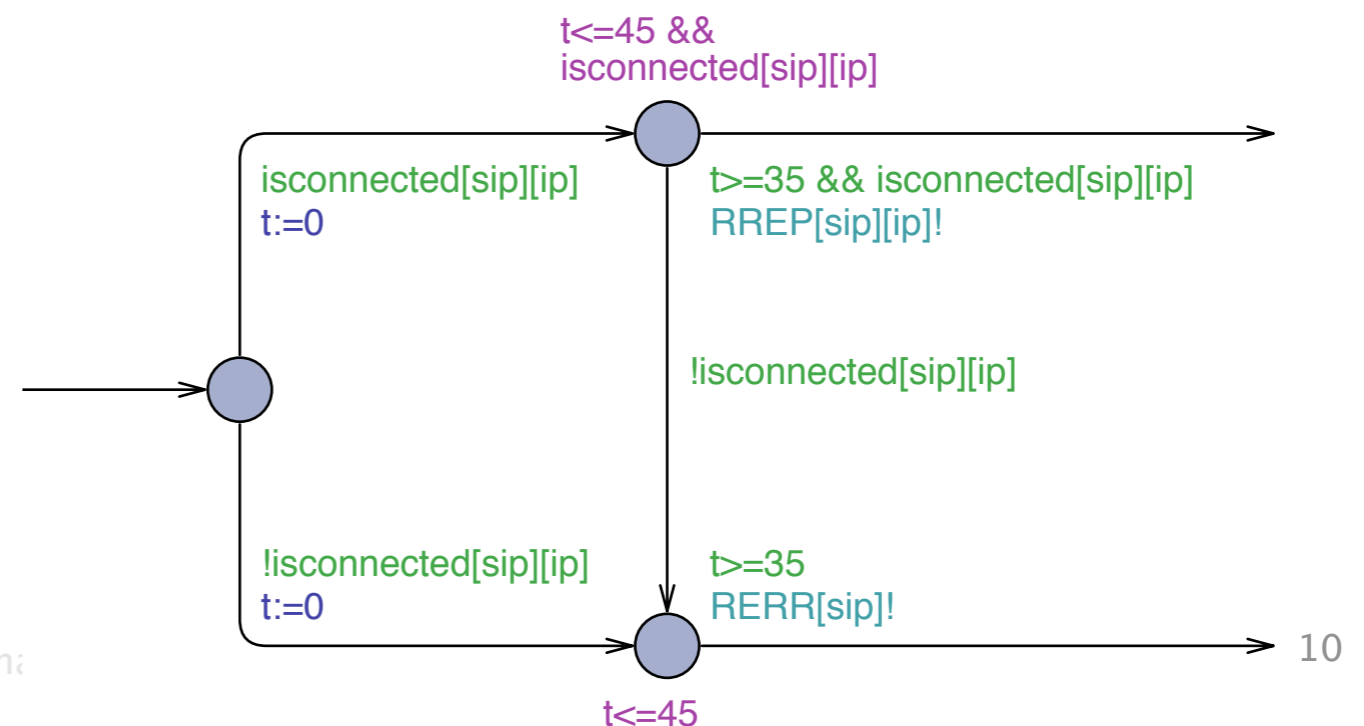 t<=45 &&
isconnected[sip][ip]
isconnected[sip][ip]
t:=0
t>=35 && isconnected[sip][ip]
RREP[sip][ip]!
!isconnected[sip][ip]
!isconnected[sip][ip]
t:=0
t>=35
RERR[sip]!
10
t<=45